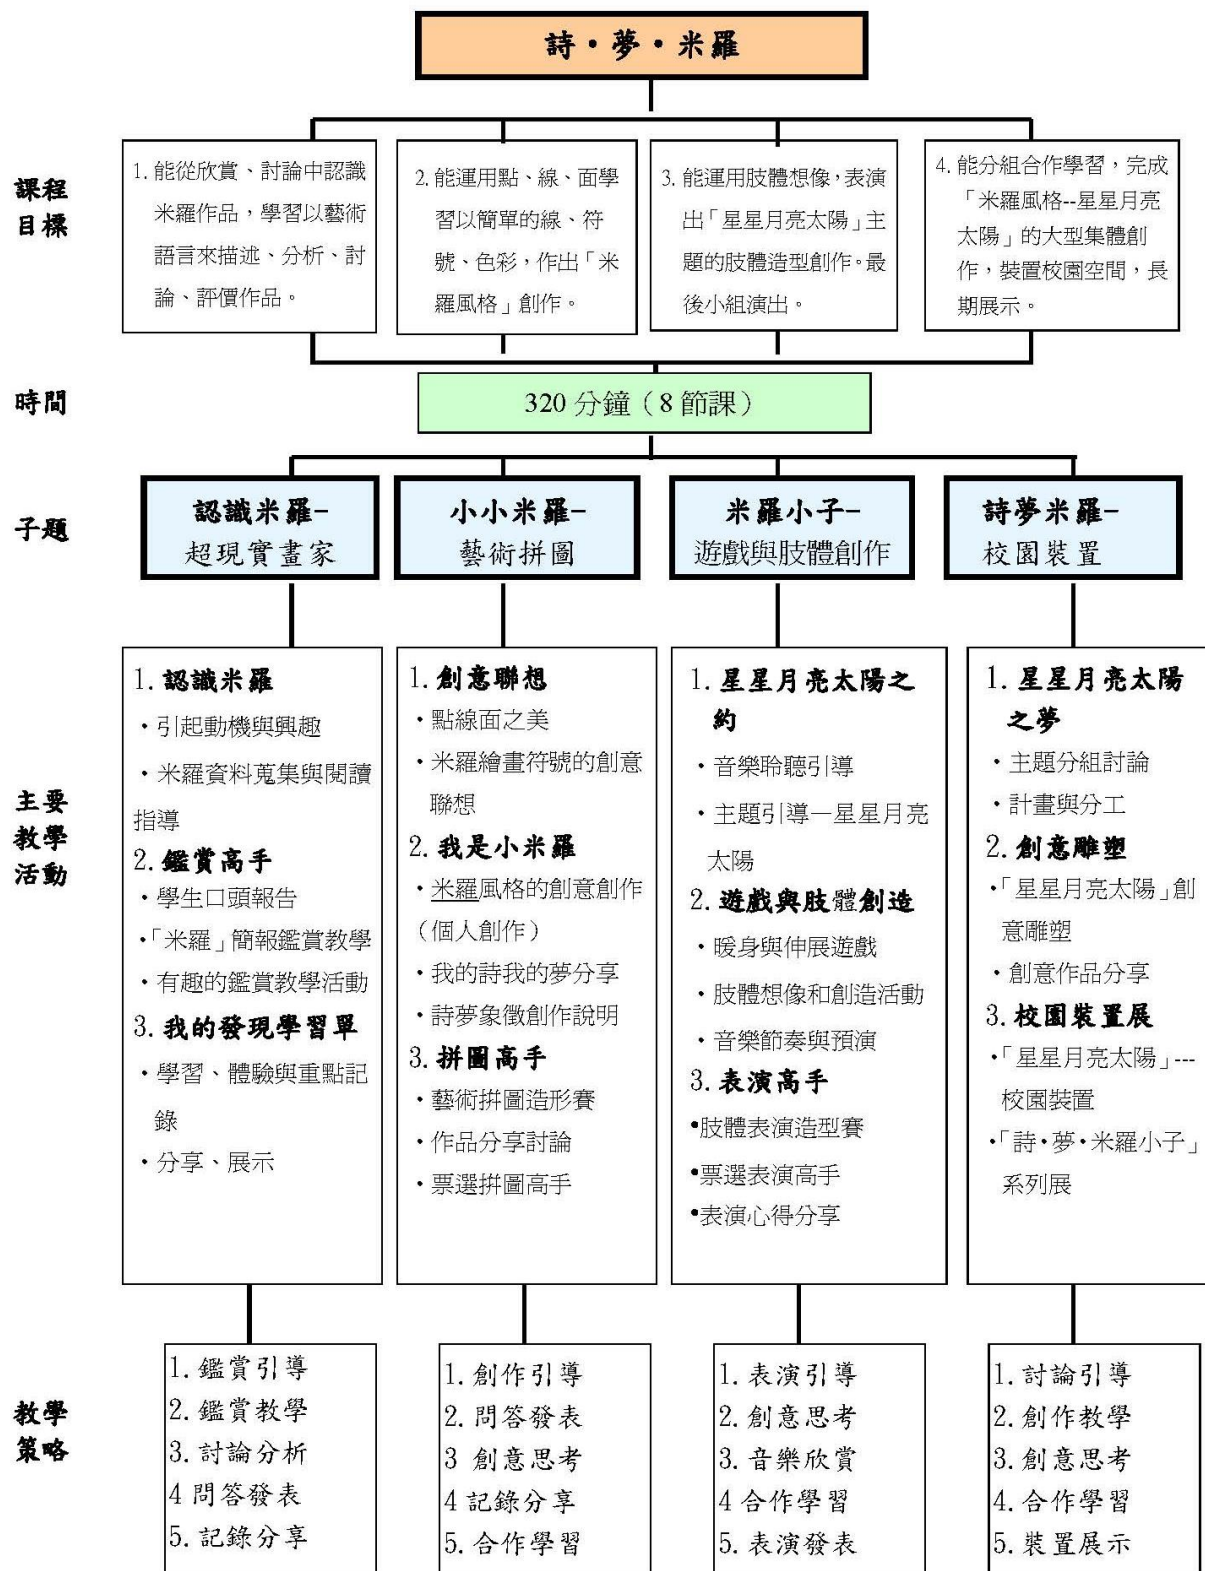 詩・夢・米羅
課程
目標
1. 能從欣賞、討論中認識
米羅作品，學習以藝術
語言來描述、分析、討
論、評價作品。
2. 能運用點、線、面學
習以簡單的線、符
號、色彩，作出「米
羅風格」創作。
3. 能運用肢體想像，表演
出「星星月亮太陽」主
題的肢體造型創作。最
後小組演出。
4. 能分組合作學習，完成
「米羅風格--星星月亮
太陽」的大型集體創
作，裝置校園空間，長
期展示。
時間
320 分鐘（8 節課）
子題
認識米羅-
超現實畫家
小小米羅-
藝術拼圖
米羅小子-
遊戲與肢體創作
詩夢米羅-
校園裝置
主要
教學
活動
1. 認識米羅
・引起動機與興趣
・米羅資料蒐集與閱讀
指導
2. 鑑賞高手
・學生口頭報告
・「米羅」簡報鑑賞教學
・有趣的鑑賞教學活動
3. 我的發現學習單
・學習、體驗與重點記
錄
・分享、展示
1. 創意聯想
・點線面之美
・米羅繪畫符號的創意
聯想
2. 我是小米羅
・米羅風格的創意創作
（個人創作）
・我的詩我的夢分享
・詩夢象徵創作說明
3. 拼圖高手
・藝術拼圖造形賽
・作品分享討論
・票選拼圖高手
1. 星星月亮太陽之
約
・音樂聆聽引導
・主題引導—星星月亮
太陽
2. 遊戲與肢體創造
・暖身與伸展遊戲
・肢體想像和創造活動
・音樂節奏與預演
3. 表演高手
•肢體表演造型賽
•票選表演高手
•表演心得分享
1. 星星月亮太陽
之夢
・主題分組討論
・計畫與分工
2. 創意雕塑
・「星星月亮太陽」創
意雕塑
・創意作品分享
3. 校園裝置展
・「星星月亮太陽」---
校園裝置
・「詩・夢・米羅小子」
系列展
教學
策略
1. 鑑賞引導
2. 鑑賞教學
3. 討論分析
4 問答發表
5. 記錄分享
1. 創作引導
2. 問答發表
3 創意思考
4 記錄分享
5. 合作學習
1. 表演引導
2. 創意思考
3. 音樂欣賞
4 合作學習
5. 表演發表
1. 討論引導
2. 創作教學
3. 創意思考
4. 合作學習
5. 裝置展示